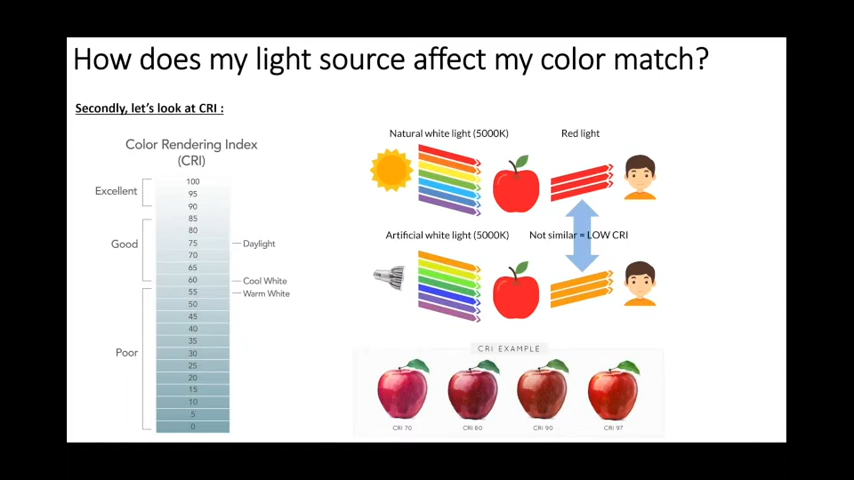 How does my light source affect my color match?
Secondly, let's look at CRI :
Color Rendering Index
(CRI)
100
95
90
85
80
75
70
65
60
55
50
45
40
35
30
25
20
15
10
5
0
Excellent
Good
Poor
Daylight
Cool White
Warm White
Natural white light (5000K)
Red light
Artificial white light (5000K)
Not similar = LOW CRI
CRI EXAMPLE
CRI 70
CRI 80
CRI 90
CRI 97